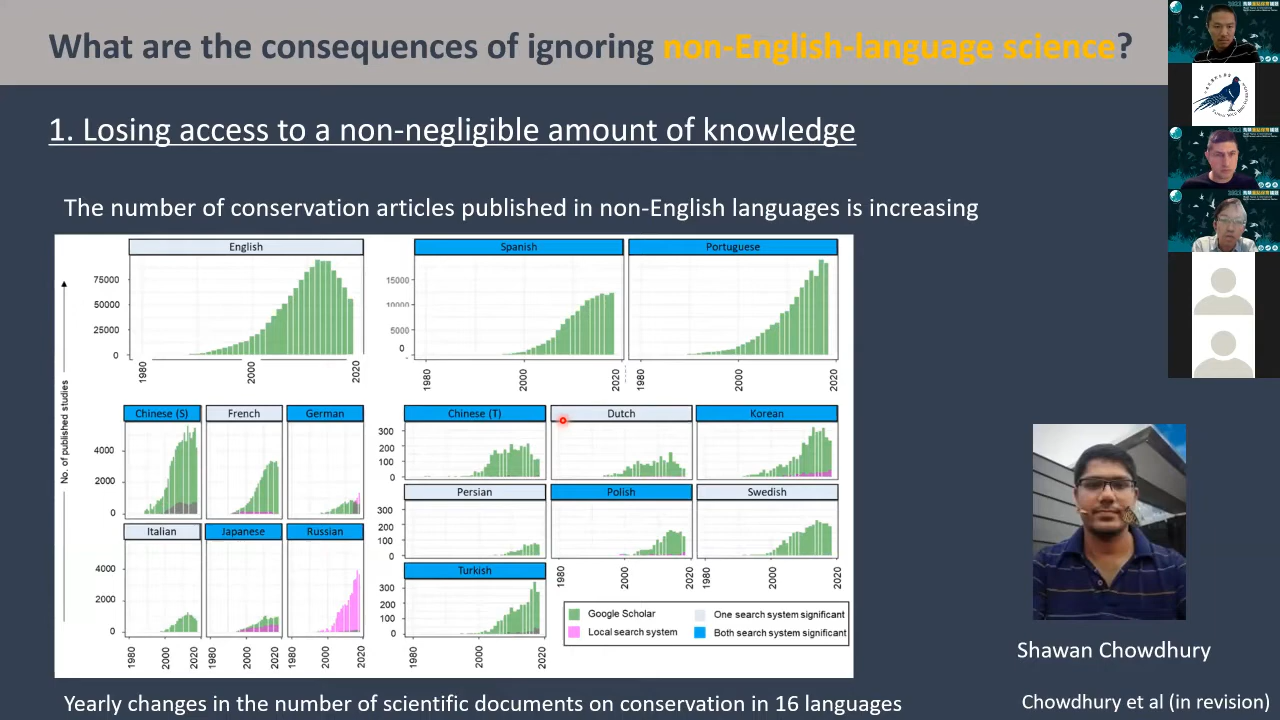 What are the consequences of ignoring non-English-language science?
1. Losing access to a non-negligible amount of knowledge
The number of conservation articles published in non-English languages is increasing
English
Spanish
Portuguese
75000
50000
25000
0
15000
10000
5000
0
1980
2000
2020
1980
2000
2020
1980
2000
2020
No. of published studies
Chinese (S)
French
German
Chinese (T)
Dutch
Korean
4000
2000
0
300
200
100
0
Persian
Polish
Swedish
300
200
100
0
Italian
Japanese
Russian
4000
2000
0
1980
2000
2020
1980
2000
2020
Turkish
300
200
100
0
1980
2000
2020
1980
2000
2020
1980
2000
2020
1980
2000
2020
Google Scholar
One search system significant
Local search system
Both search system significant
Shawan Chowdhury
Yearly changes in the number of scientific documents on conservation in 16 languages
Chowdhury et al (in revision)